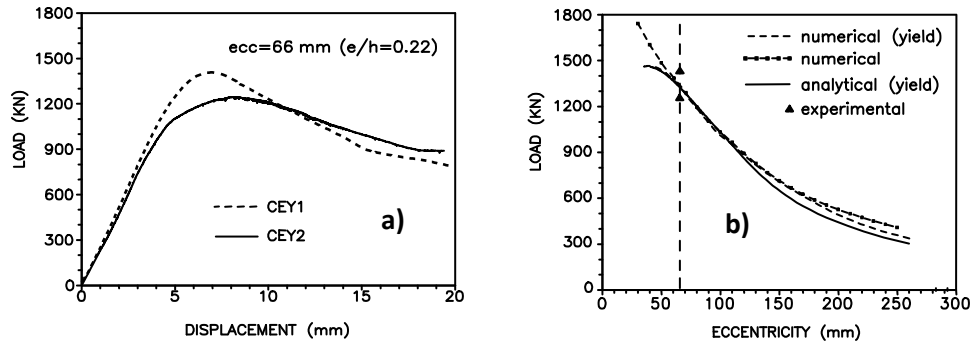 ecc=66 mm (e/h=0.22)
1800
1500
1200
900
600
300
0
LOAD (KN)
CEY1
CEY2
a)
0 5 10 15 20
DISPLACEMENT (mm)
numerical (yield)
numerical
analytical (yield)
experimental
1800
1500
1200
900
600
300
0
LOAD (KN)
b)
0 50 100 150 200 250 300
ECCENTRICITY (mm)